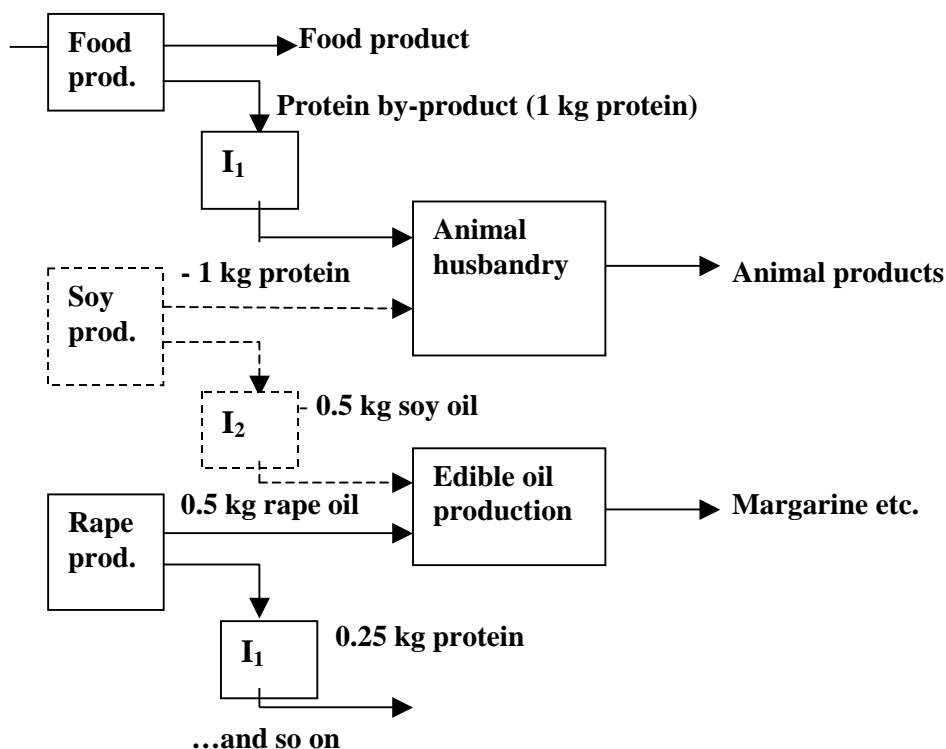 Food
prod.
Food product
Protein by-product (1 kg protein)
I₁
Animal
husbandry
Animal products
- 1 kg protein
Soy
prod.
I₂
- 0.5 kg soy oil
Edible oil
production
Margarine etc.
0.5 kg rape oil
Rape
prod.
I₁
0.25 kg protein
…and so on